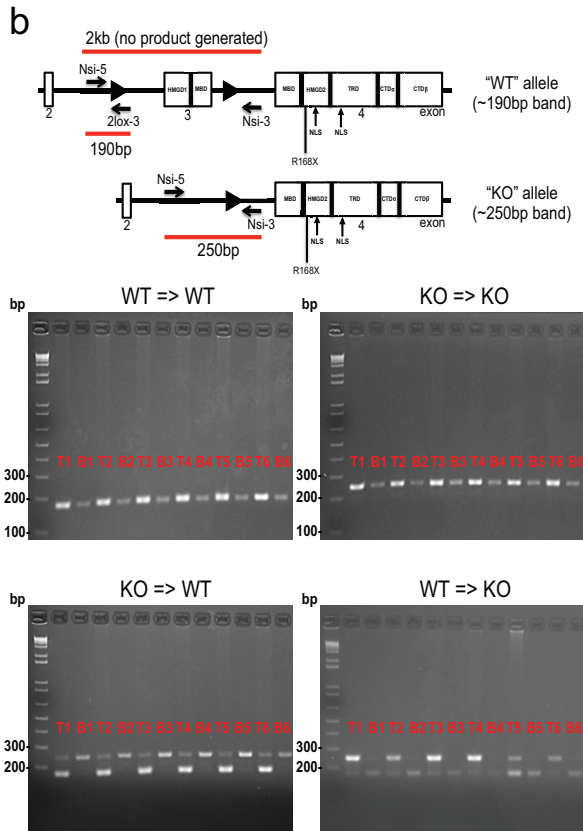 b
2kb (no product generated)
Nsi-5
HMGD1 MBD
MBD HMGD2 TRD CTDα CTDβ
2 2lox-3 3 Nsi-3 NLS NLS 4 exon
190bp
R168X
"WT" allele
(~190bp band)
Nsi-5
MBD HMGD2 TRD CTDα CTDβ
2 Nsi-3 NLS NLS 4 exon
250bp
R168X
"KO" allele
(~250bp band)
WT => WT
bp
T1 B1 T2 B2 T3 B3 T4 B4 T5 B5 T6 B6
300
200
100
KO => KO
bp
T1 B1 T2 B2 T3 B3 T4 B4 T5 B5 T6 B6
300
200
100
KO => WT
bp
T1 B1 T2 B2 T3 B3 T4 B4 T5 B5 T6 B6
300
200
WT => KO
bp
T1 B1 T2 B2 T3 B3 T4 B4 T5 B5 T6 B6
300
200